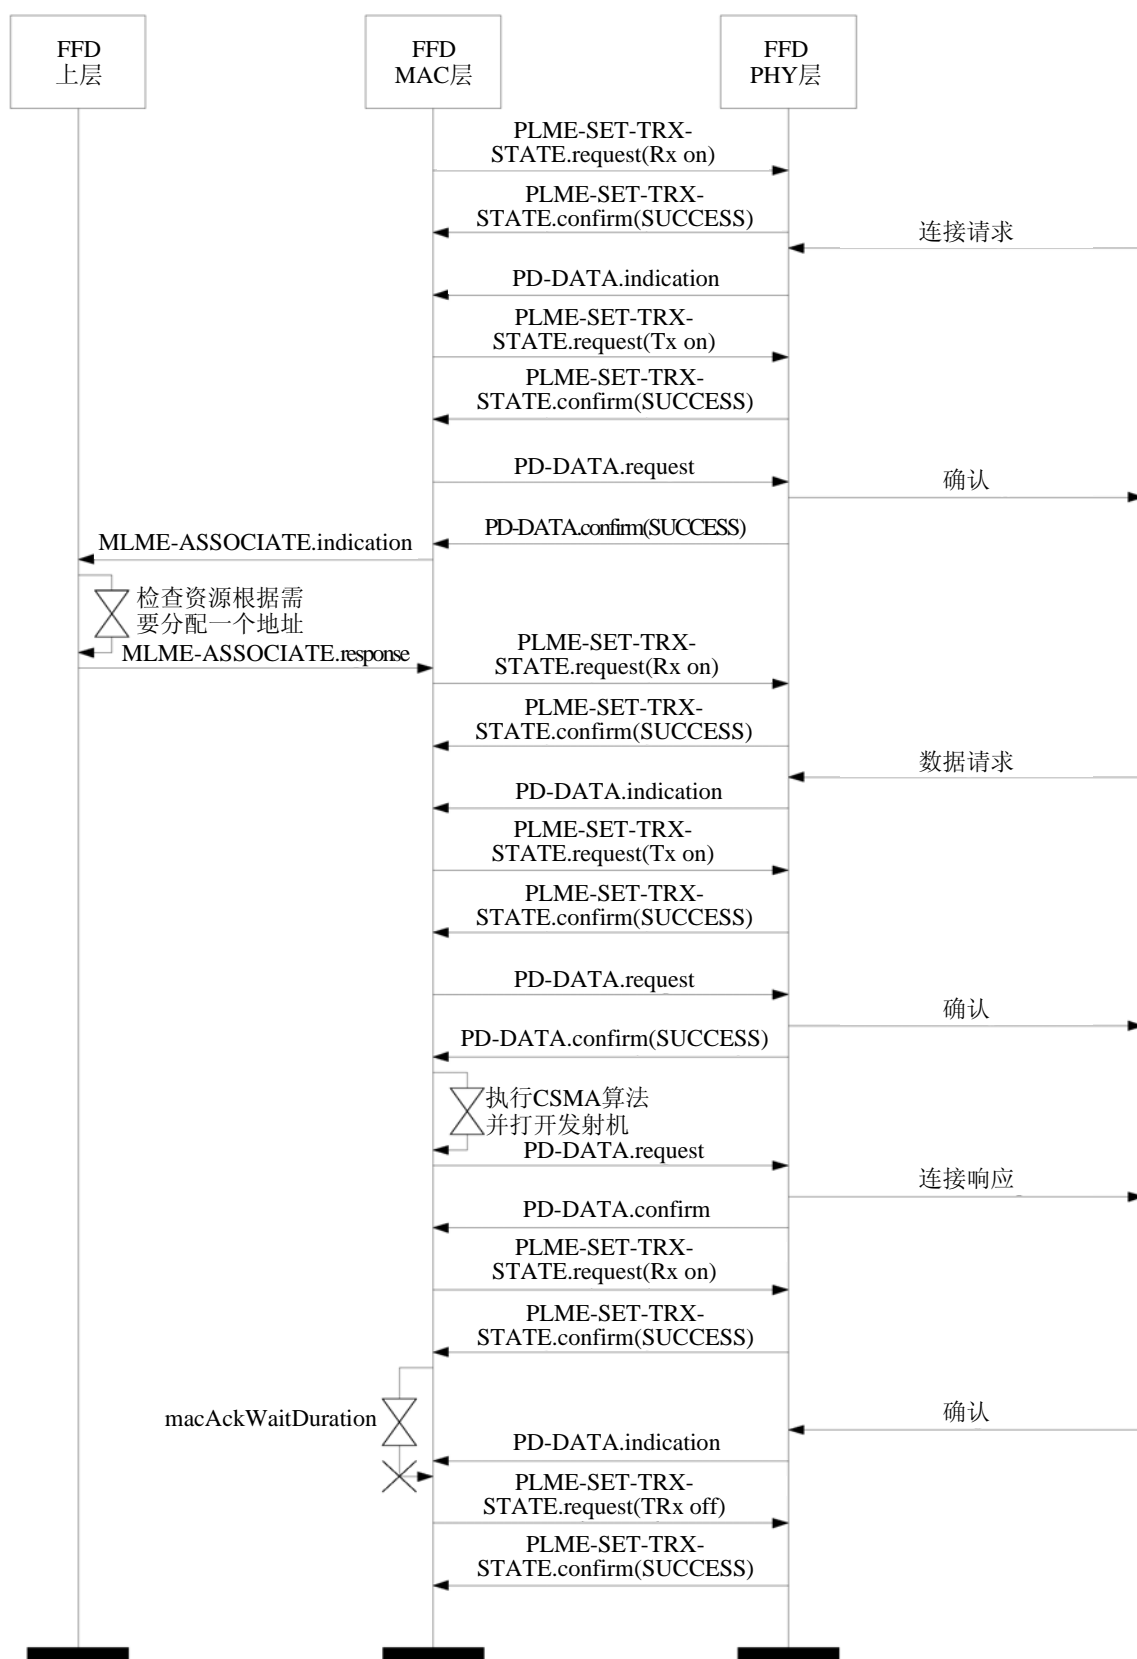 FFD
上层
FFD
MAC层
FFD
PHY层
PLME-SET-TRX-
STATE.request(Rx on)
PLME-SET-TRX-
STATE.confirm(SUCCESS)
连接请求
PD-DATA.indication
PLME-SET-TRX-
STATE.request(Tx on)
PLME-SET-TRX-
STATE.confirm(SUCCESS)
PD-DATA.request
确认
PD-DATA.confirm(SUCCESS)
MLME-ASSOCIATE.indication
检查资源根据需
要分配一个地址
MLME-ASSOCIATE.response
PLME-SET-TRX-
STATE.request(Rx on)
PLME-SET-TRX-
STATE.confirm(SUCCESS)
数据请求
PD-DATA.indication
PLME-SET-TRX-
STATE.request(Tx on)
PLME-SET-TRX-
STATE.confirm(SUCCESS)
PD-DATA.request
确认
PD-DATA.confirm(SUCCESS)
执行CSMA算法
并打开发射机
PD-DATA.request
连接响应
PD-DATA.confirm
PLME-SET-TRX-
STATE.request(Rx on)
PLME-SET-TRX-
STATE.confirm(SUCCESS)
macAckWaitDuration
确认
PD-DATA.indication
PLME-SET-TRX-
STATE.request(TRx off)
PLME-SET-TRX-
STATE.confirm(SUCCESS)